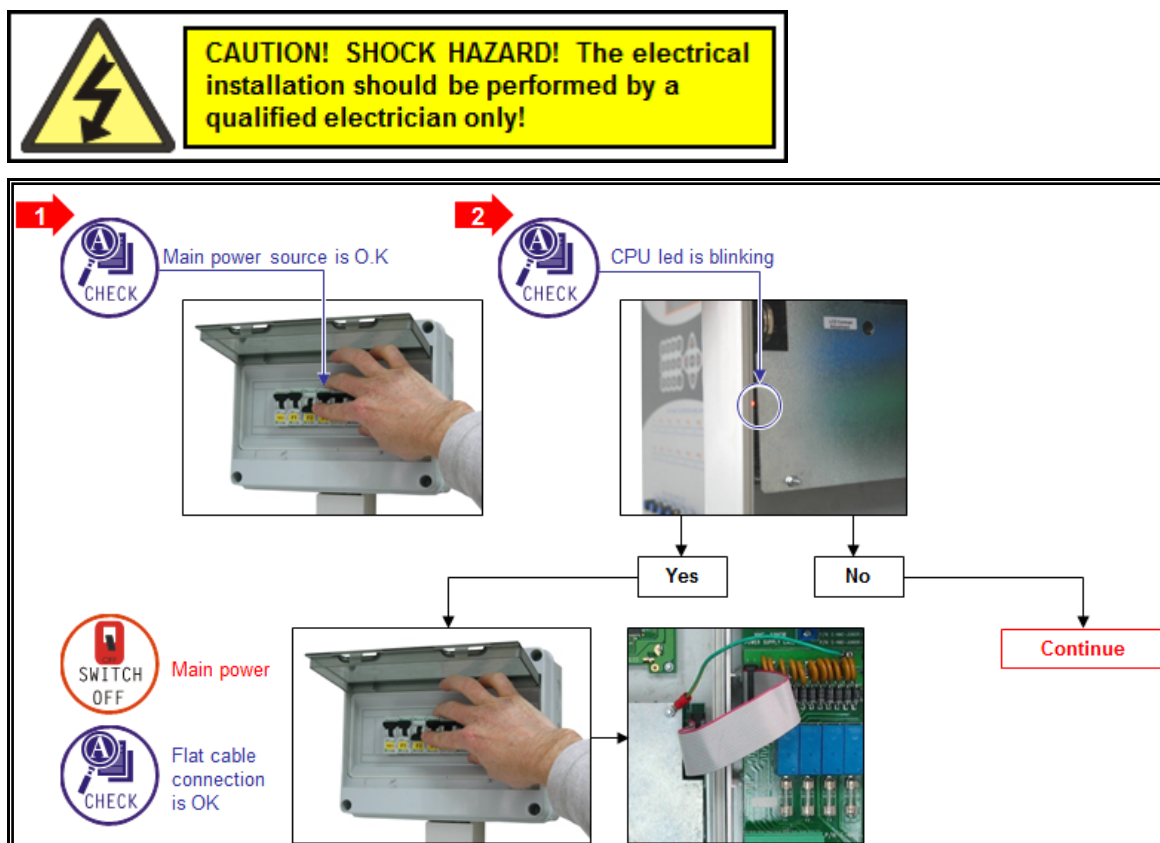 CAUTION! SHOCK HAZARD! The electrical
installation should be performed by a
qualified electrician only!
1
A
CHECK
Main power source is O.K
2
A
CHECK
CPU led is blinking
Yes
No
SWITCH
OFF
Main power
Continue
A
CHECK
Flat cable
connection
is OK